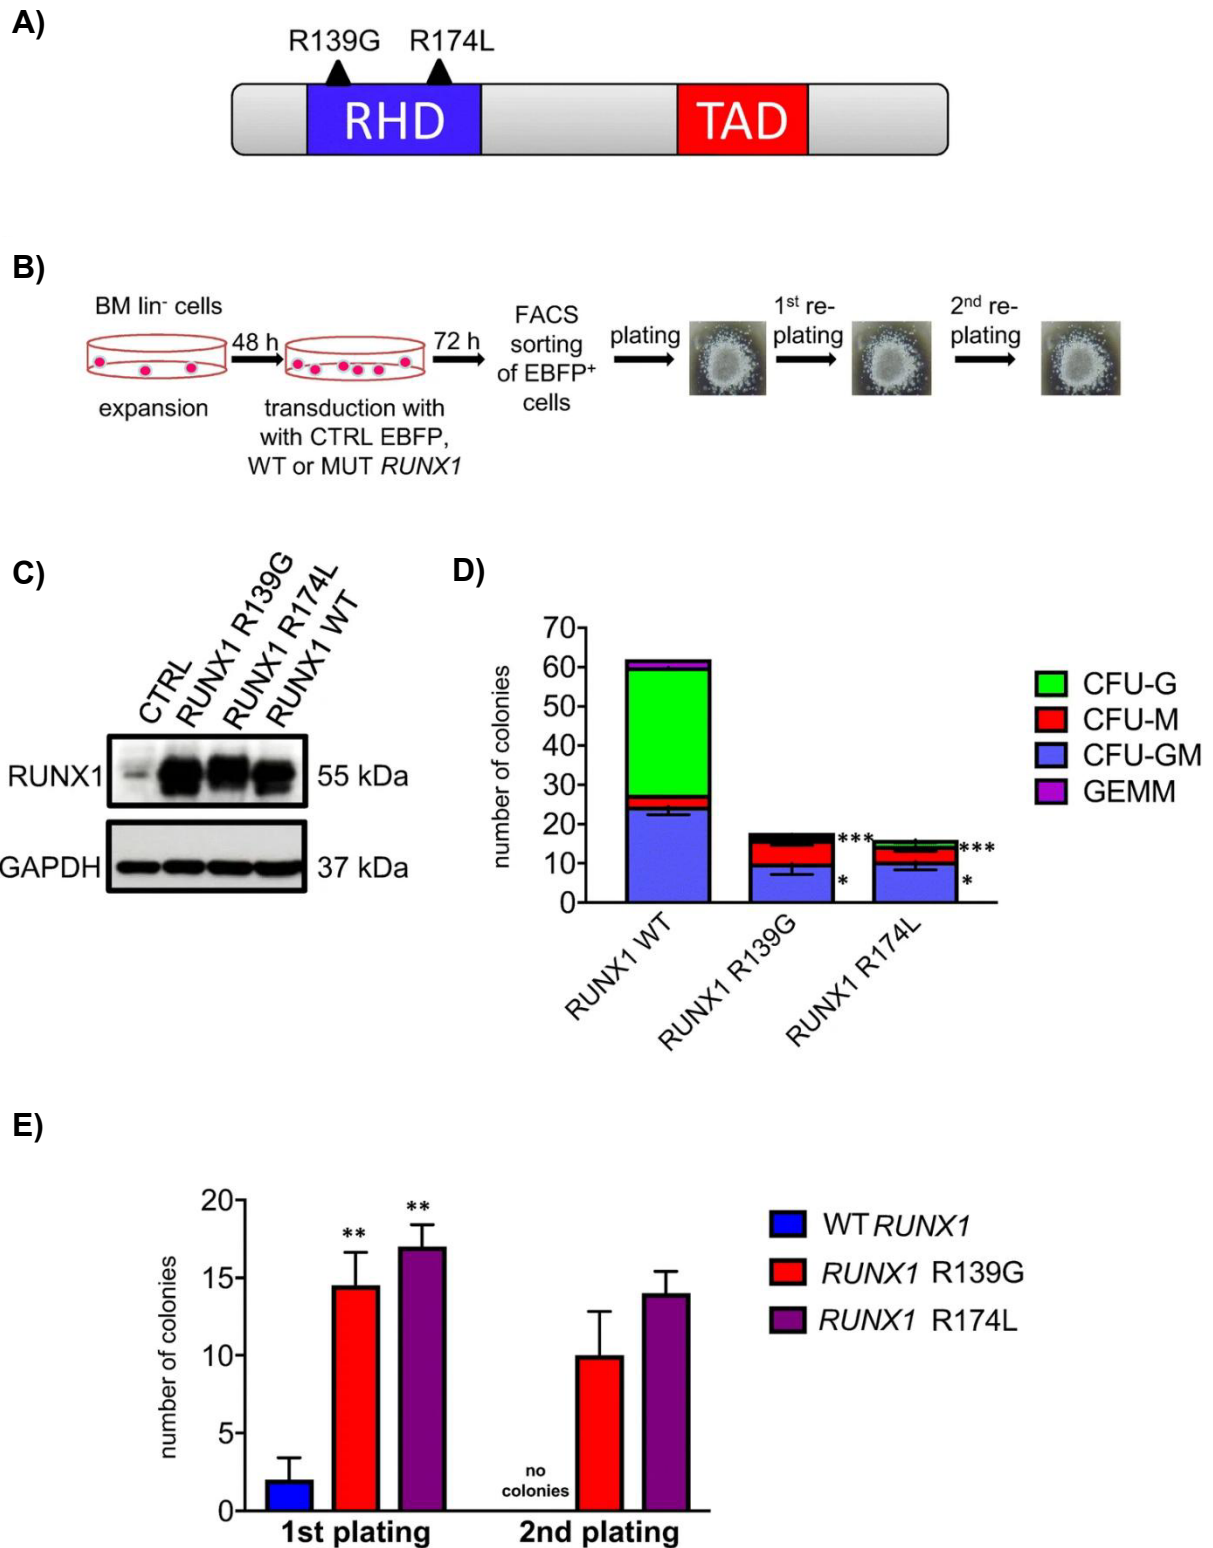 A)
R139G R174L
RHD TAD
B)
BM lin- cells
expansion
48 h
transduction with
with CTRL EBFP,
WT or MUT RUNX1
72 h
FACS
sorting
of EBFP+
cells
plating
1st re-
plating
2nd re-
plating
C)
CTRL
RUNX1 R139G
RUNX1 R174L
RUNX1 WT
RUNX1 55 kDa
GAPDH 37 kDa
D)
number of colonies
70
60
50
40
30
20
10
0
***
*
***
*
RUNX1 WT
RUNX1 R139G
RUNX1 R174L
CFU-G
CFU-M
CFU-GM
GEMM
E)
number of colonies
20
15
10
5
0
**
**
no
colonies
1st plating 2nd plating
WT RUNX1
RUNX1 R139G
RUNX1 R174L